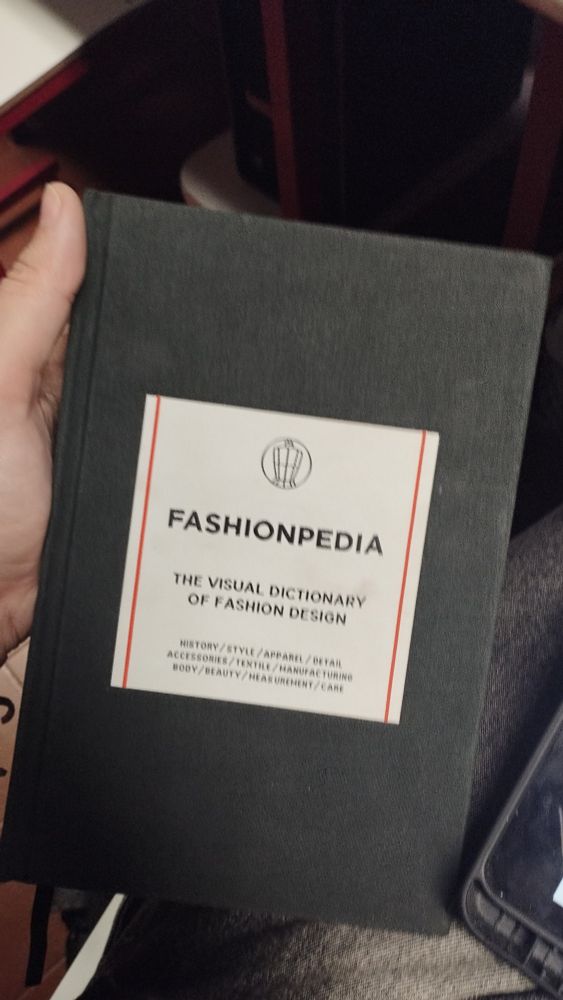 FASHIONPEDIA
THE VISUAL DICTIONARY
OF FASHION DESIGN
HISTORY/STYLE/APPAREL/DETAIL
ACCESSORIES/TEXTILE/MANUFACTURING
BODY/BEAUTY/MEASUREMENT/CARE